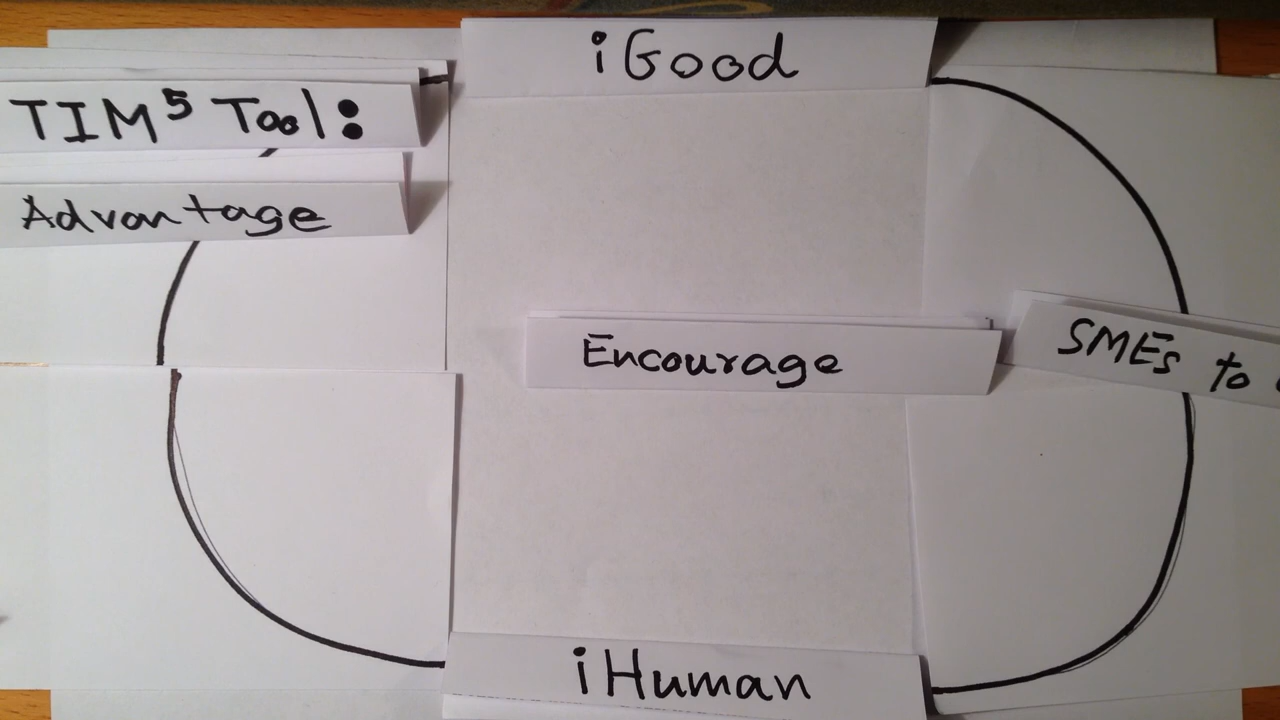 iGood
TIM⁵ Tool:
Advantage
Encourage
SMEs to
iHuman